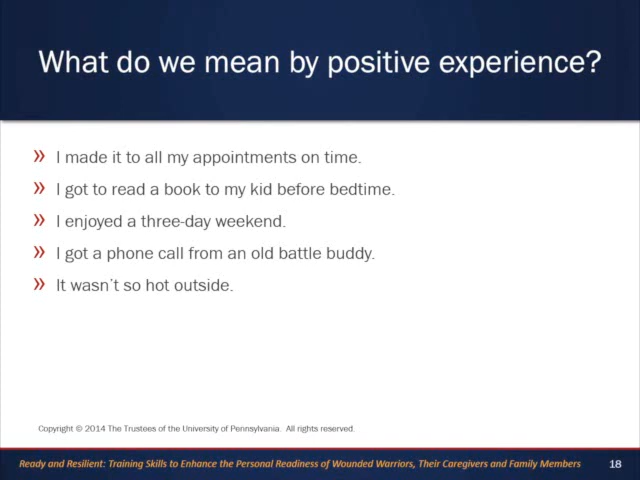 What do we mean by positive experience?
» I made it to all my appointments on time.
» I got to read a book to my kid before bedtime.
» I enjoyed a three-day weekend.
» I got a phone call from an old battle buddy.
» It wasn't so hot outside.
Copyright © 2014 The Trustees of the University of Pennsylvania. All rights reserved.
Ready and Resilient: Training Skills to Enhance the Personal Readiness of Wounded Warriors, Their Caregivers and Family Members 18